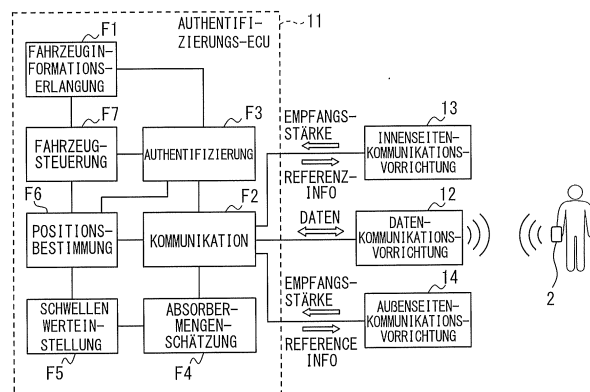 AUTHENTIFI-
ZIERUNGS-ECU
11
F1
FAHRZEUGIN-
FORMATIONS-
ERLANGUNG
F7
FAHRZEUG-
STEUERUNG
F3
AUTHENTIFIZIERUNG
F6
POSITIONS-
BESTIMMUNG
F2
KOMMUNIKATION
SCHWELLEN
WERTEIN-
STELLUNG
F5
ABSORBER-
MENGEN-
SCHÄTZUNG
F4
EMPFANGS-
STÄRKE
REFERENZ-
INFO
13
INNENSEITEN-
KOMMUNIKATIONS-
VORRICHTUNG
DATEN
12
DATEN-
KOMMUNIKATIONS-
VORRICHTUNG
EMPFANGS-
STÄRKE
REFERENCE
INFO
14
AUßENSEITEN-
KOMMUNIKATIONS-
VORRICHTUNG
2